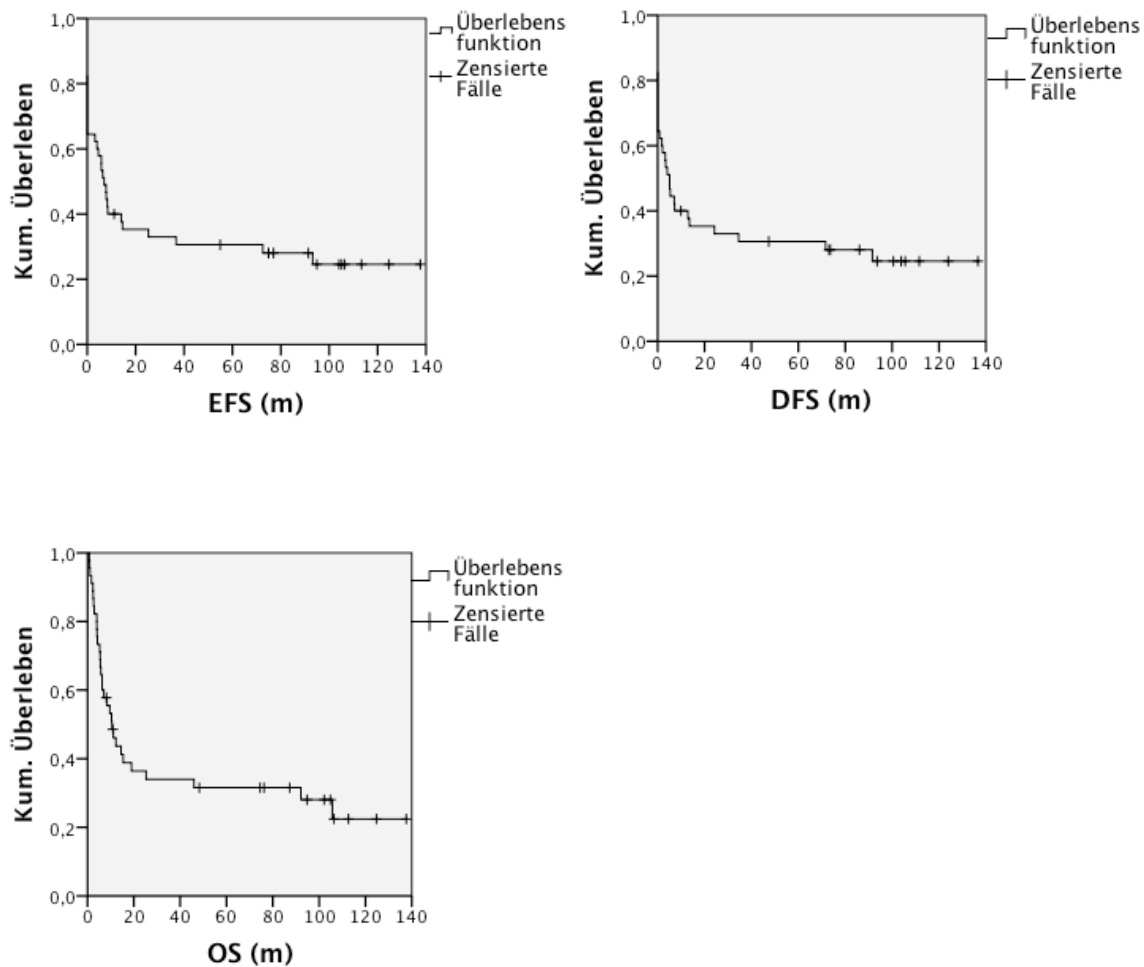 1,0
0,8
0,6
0,4
0,2
0,0
Kum. Überleben
0 20 40 60 80 100 120 140
EFS (m)
Überlebens
funktion
Zensierte
Fälle
1,0
0,8
0,6
0,4
0,2
0,0
Kum. Überleben
0 20 40 60 80 100 120 140
DFS (m)
Überlebens
funktion
Zensierte
Fälle
1,0
0,8
0,6
0,4
0,2
0,0
Kum. Überleben
0 20 40 60 80 100 120 140
OS (m)
Überlebens
funktion
Zensierte
Fälle